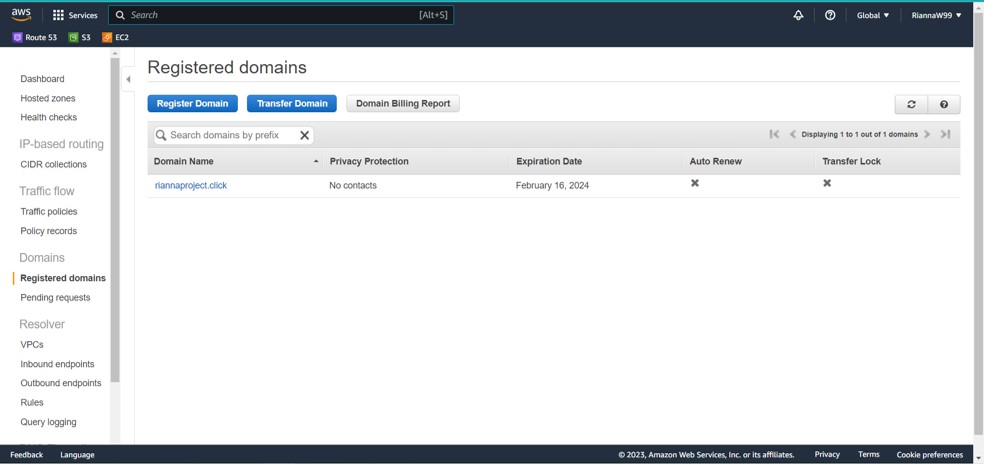 aws Services Search [Alt+S] Global ▼ RiannaW99 ▼
Route 53 S3 EC2
Dashboard
Hosted zones
Health checks
IP-based routing
CIDR collections
Traffic flow
Traffic policies
Policy records
Domains
Registered domains
Pending requests
Resolver
VPCs
Inbound endpoints
Outbound endpoints
Rules
Query logging
Registered domains
Register Domain Transfer Domain Domain Billing Report
Search domains by prefix Displaying 1 to 1 out of 1 domains
Domain Name Privacy Protection Expiration Date Auto Renew Transfer Lock
riannaproject.click No contacts February 16, 2024
Feedback Language © 2023, Amazon Web Services, Inc. or its affiliates. Privacy Terms Cookie preferences